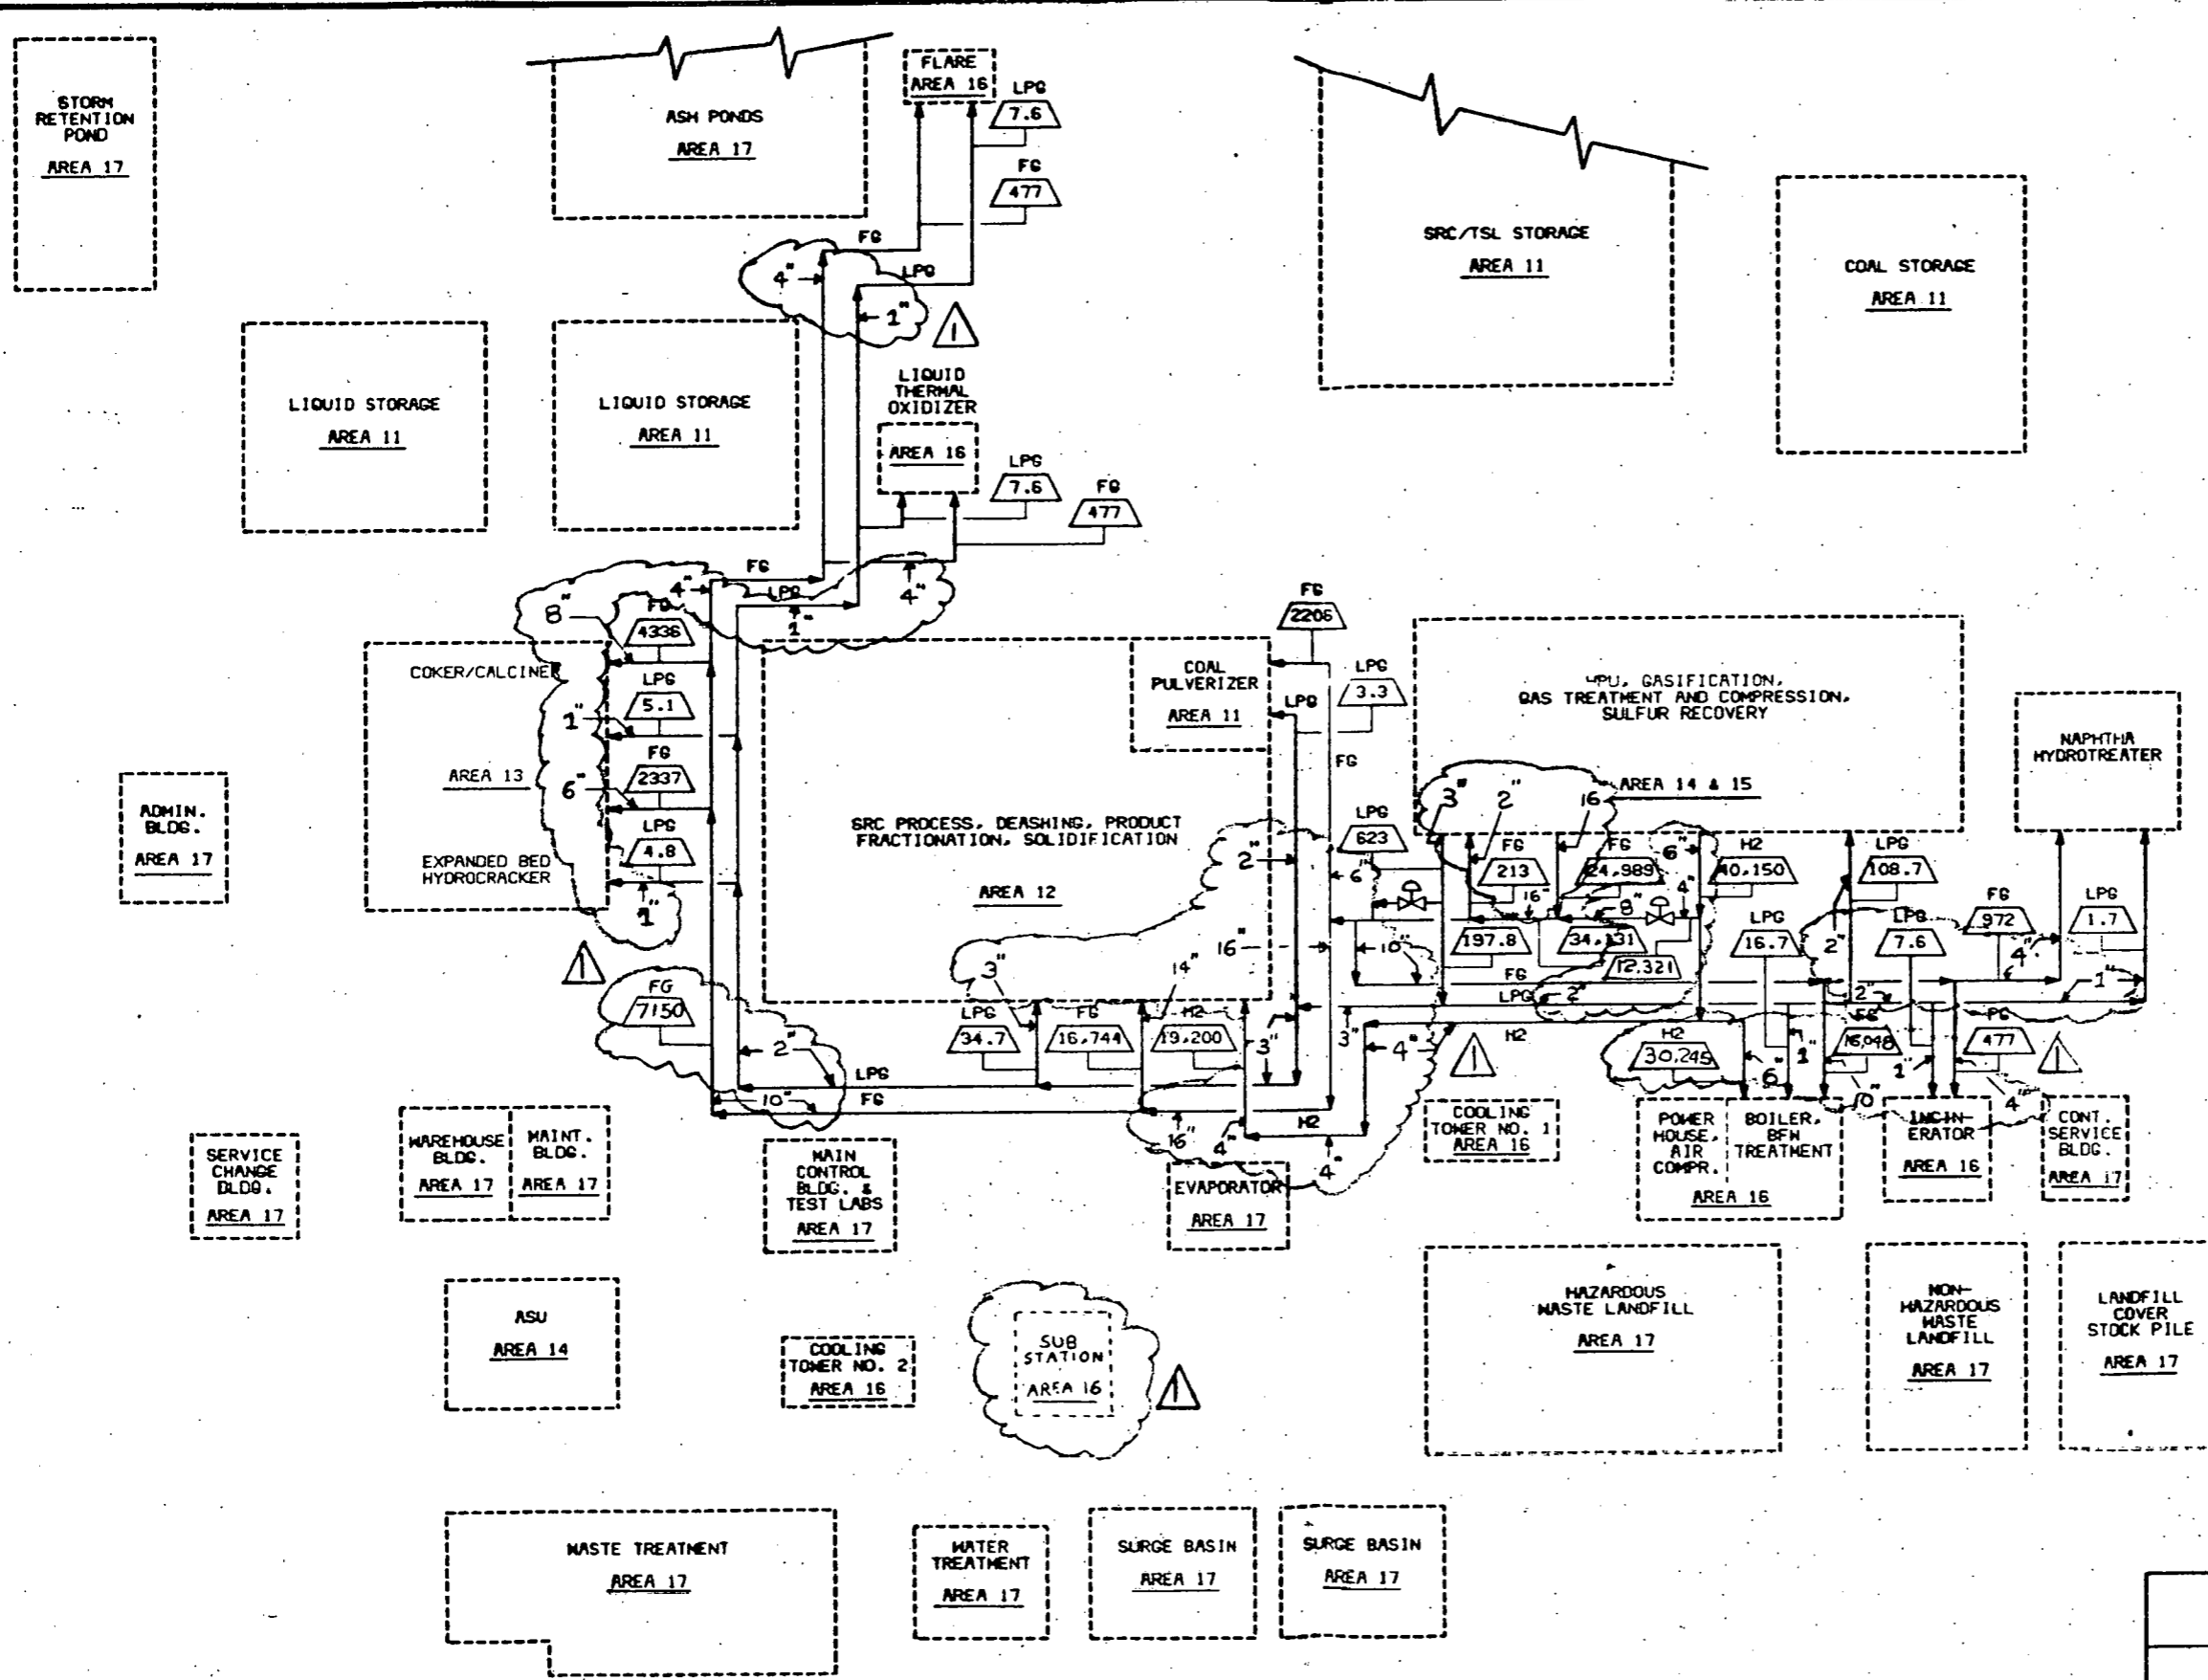 STORM
RETENTION
POND
AREA 17
ASH PONDS
AREA 17
FLARE
AREA 16
LPG
7.6
FG
477
FG
LPG
4"
1"
1
SRC/TSL STORAGE
AREA 11
COAL STORAGE
AREA 11
LIQUID STORAGE
AREA 11
LIQUID STORAGE
AREA 11
LIQUID
THERMAL
OXIDIZER
AREA 16
LPG
7.6
FG
477
FG
4"
LPG
1"
4"
8"
FG
4336
COKER/CALCINER
LPG
5.1
1"
AREA 13
FG
2337
6"
LPG
4.8
EXPANDED BED
HYDROCRACKER
1"
1
FG
7150
2"
10"
LPG
FG
ADMIN.
BLDG.
AREA 17
COAL
PULVERIZER
AREA 11
SRC PROCESS, DEASHING, PRODUCT
FRACTIONATION, SOLIDIFICATION
AREA 12
FG
2206
LPG
LPG
3.3
FG
2"
6"
16"
3"
14"
LPG
34.7
FG
16,744
H2
19,200
3"
3"
16"
4"
H2
4"
4"
UPU, GASIFICATION,
GAS TREATMENT AND COMPRESSION,
SULFUR RECOVERY
AREA 14 & 15
NAPHTHA
HYDROTREATER
LPG
623
3"
2"
16
FG
213
FG
24,989
6"
H2
40,150
LPG
108.7
16"
8"
4"
10"
197.8
34,131
12,321
LPG
16.7
2"
LPG
7.6
FG
972
4"
LPG
1.7
FG
LPG
2"
2"
1"
H2
1
H2
30,245
6"
1"
FG
16,048
10"
1"
FG
477
4"
1
SERVICE
CHANGE
BLDG.
AREA 17
WAREHOUSE
BLDG.
AREA 17
MAINT.
BLDG.
AREA 17
MAIN
CONTROL
BLDG. &
TEST LABS
AREA 17
EVAPORATOR
AREA 17
COOLING
TOWER NO. 1
AREA 16
POWER
HOUSE,
AIR
COMPR.
BOILER,
BFW
TREATMENT
AREA 16
INCIN-
ERATOR
AREA 16
CONT.
SERVICE
BLDG.
AREA 17
ASU
AREA 14
COOLING
TOWER NO. 2
AREA 16
SUB
STATION
AREA 16
1
HAZARDOUS
WASTE LANDFILL
AREA 17
NON-
HAZARDOUS
WASTE
LANDFILL
AREA 17
LANDFILL
COVER
STOCK PILE
AREA 17
WASTE TREATMENT
AREA 17
WATER
TREATMENT
AREA 17
SURGE BASIN
AREA 17
SURGE BASIN
AREA 17